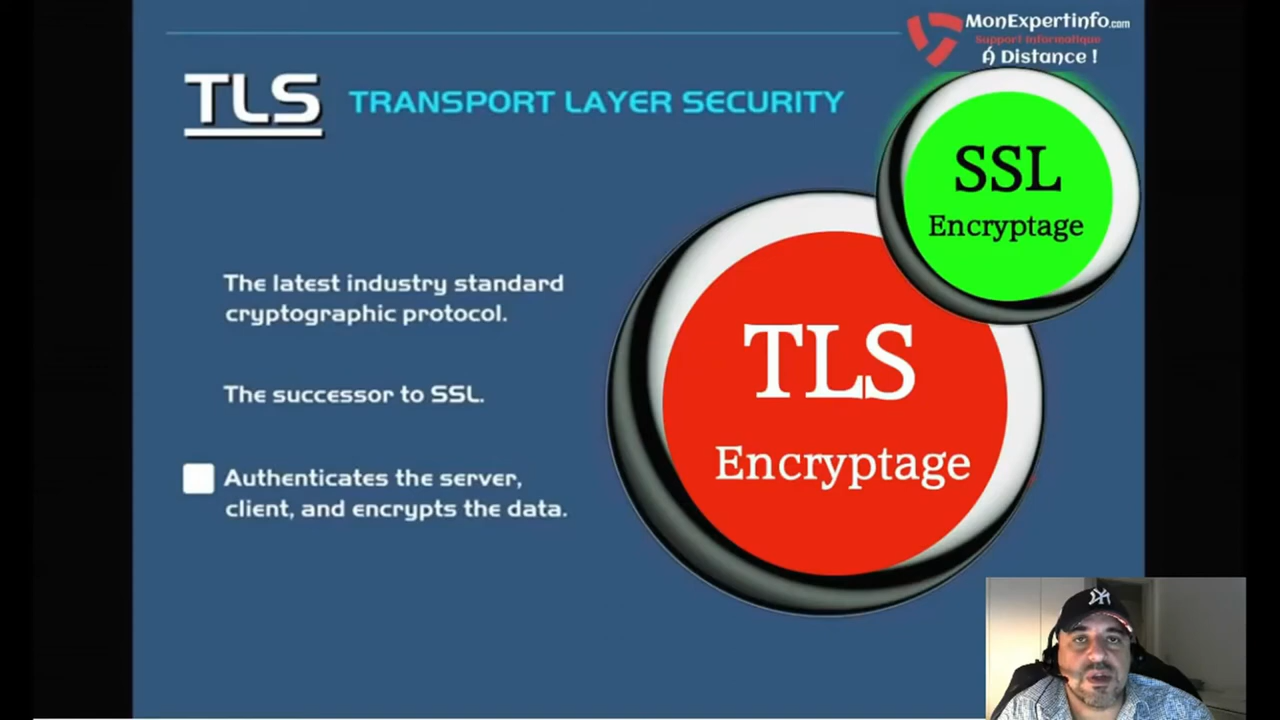 MonExpertinfo.com
Support Informatique
Á Distance !
TLS TRANSPORT LAYER SECURITY
SSL
Encryptage
The latest industry standard
cryptographic protocol.
The successor to SSL.
TLS
Encryptage
Authenticates the server,
client, and encrypts the data.
NY